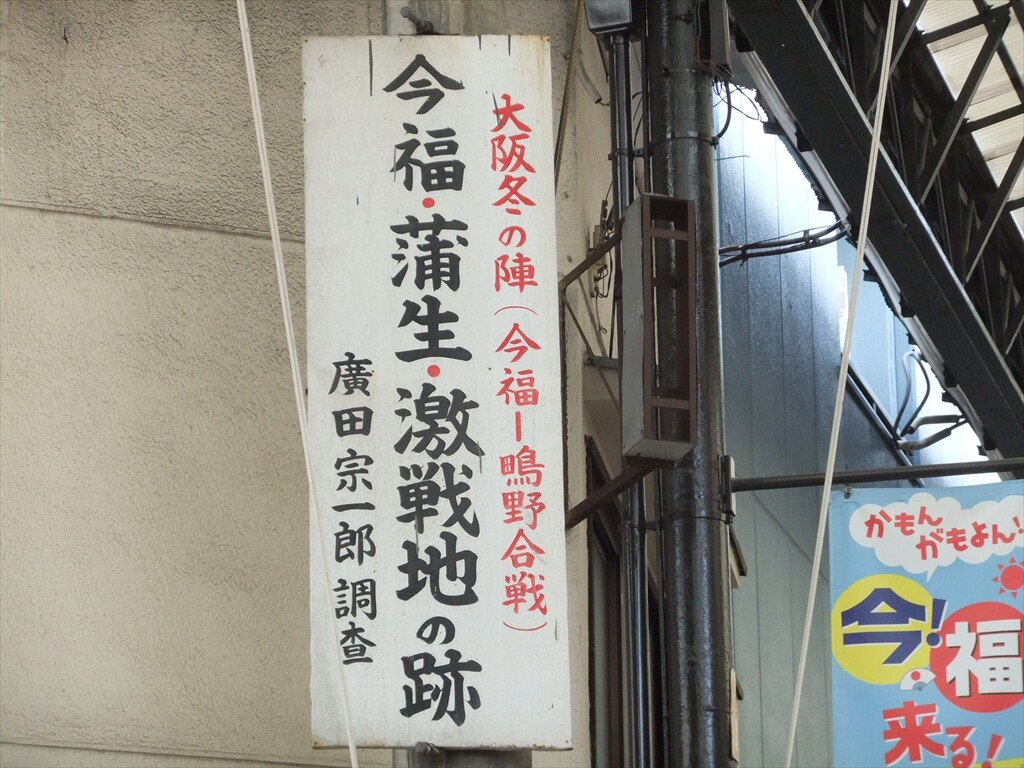 大阪冬の陣(今福ー鴫野合戦)
今福・蒲生・激戦地の跡
廣田宗一郎調査
かもん
がもよん!
今!
福
来る!